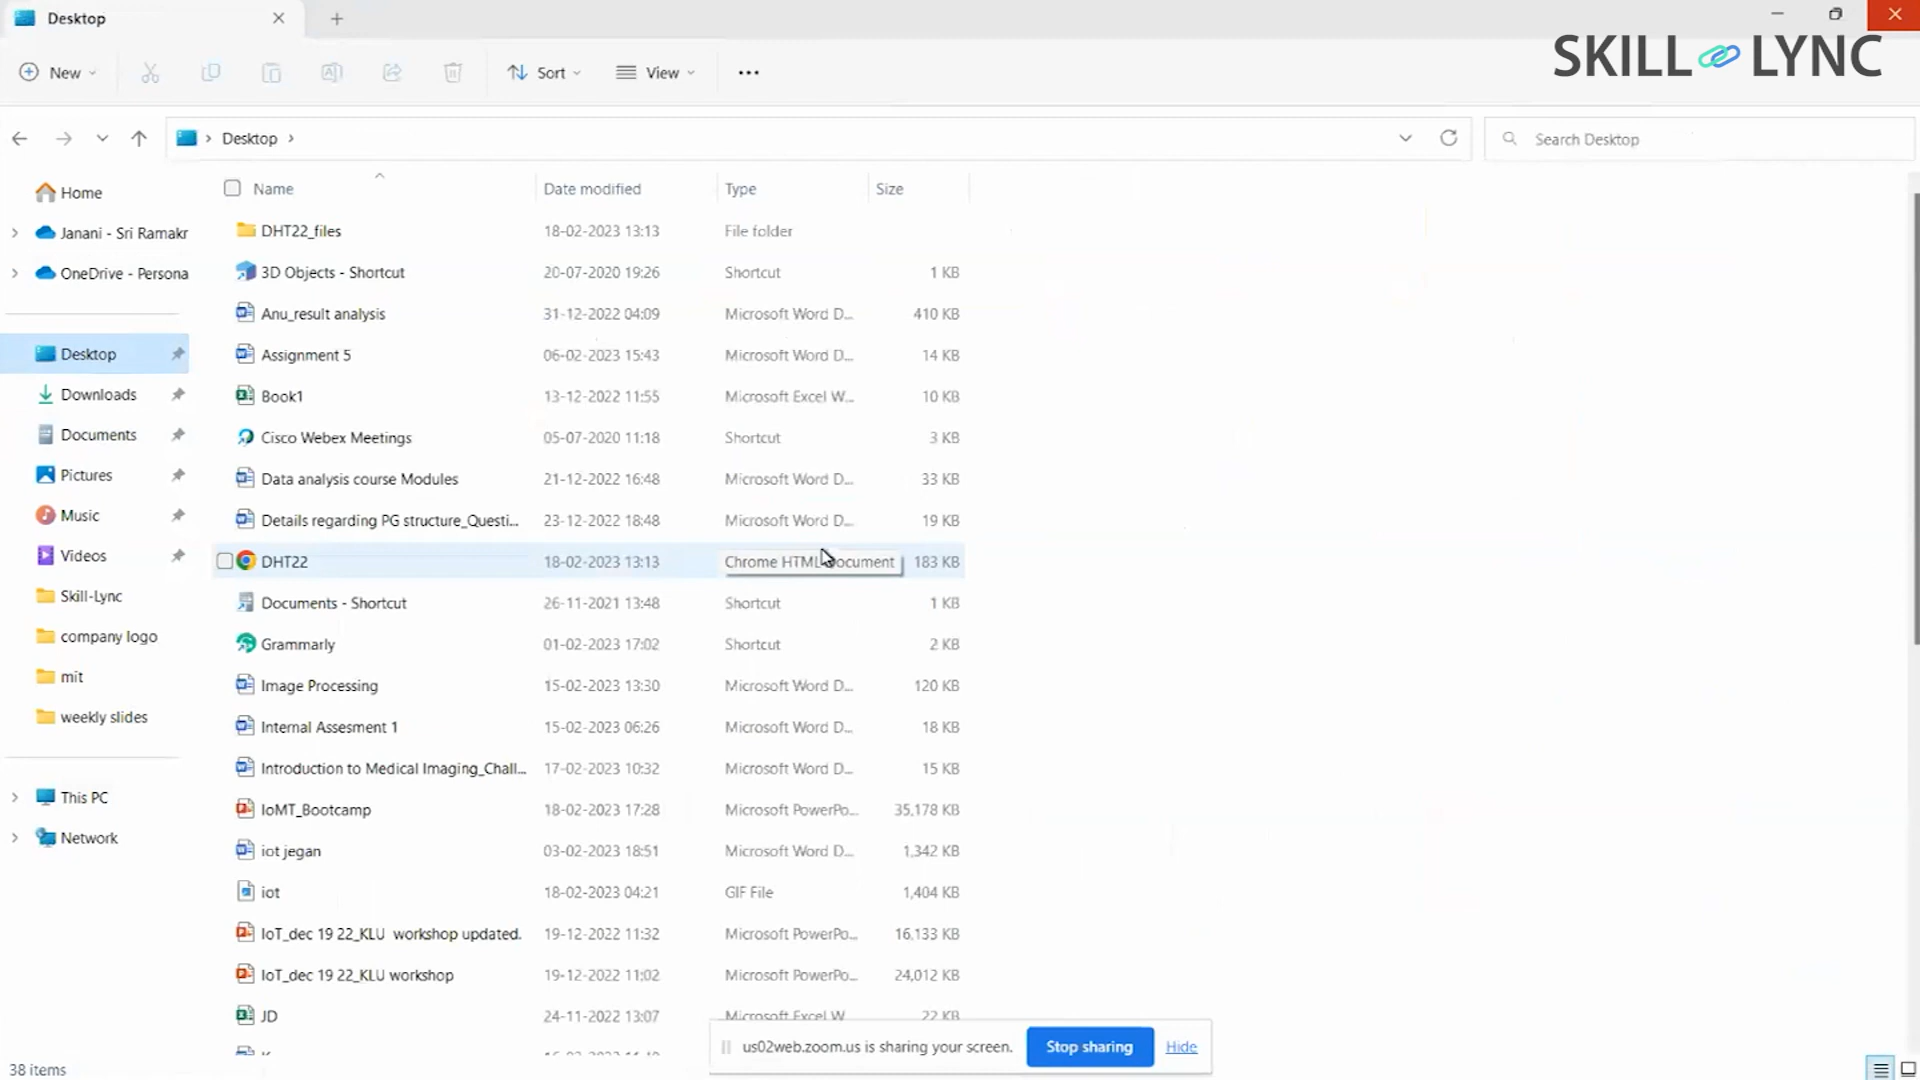 Desktop
SKILL LYNC
New
Sort
View
Desktop
Search Desktop
Name Date modified Type Size
Home
Janani - Sri Ramakr
OneDrive - Persona
Desktop
Downloads
Documents
Pictures
Music
Videos
Skill-Lync
company logo
mit
weekly slides
This PC
Network
DHT22_files 18-02-2023 13:13 File folder
3D Objects - Shortcut 20-07-2020 19:26 Shortcut 1 KB
Anu_result analysis 31-12-2022 04:09 Microsoft Word D... 410 KB
Assignment 5 06-02-2023 15:43 Microsoft Word D... 14 KB
Book1 13-12-2022 11:55 Microsoft Excel W... 10 KB
Cisco Webex Meetings 05-07-2020 11:18 Shortcut 3 KB
Data analysis course Modules 21-12-2022 16:48 Microsoft Word D... 33 KB
Details regarding PG structure_Questi... 23-12-2022 18:48 Microsoft Word D... 19 KB
DHT22 18-02-2023 13:13 Chrome HTML Document 183 KB
Documents - Shortcut 26-11-2021 13:48 Shortcut 1 KB
Grammarly 01-02-2023 17:02 Shortcut 2 KB
Image Processing 15-02-2023 13:30 Microsoft Word D... 120 KB
Internal Assesment 1 15-02-2023 06:26 Microsoft Word D... 18 KB
Introduction to Medical Imaging_Chall... 17-02-2023 10:32 Microsoft Word D... 15 KB
IoMT_Bootcamp 18-02-2023 17:28 Microsoft PowerPo... 35,178 KB
iot jegan 03-02-2023 18:51 Microsoft Word D... 1,342 KB
iot 18-02-2023 04:21 GIF File 1,404 KB
IoT_dec 19 22_KLU workshop updated. 19-12-2022 11:32 Microsoft PowerPo... 16,133 KB
IoT_dec 19 22_KLU workshop 19-12-2022 11:02 Microsoft PowerPo... 24,012 KB
JD 24-11-2022 13:07 Microsoft Excel W 22 KB
us02web.zoom.us is sharing your screen. Stop sharing Hide
38 items